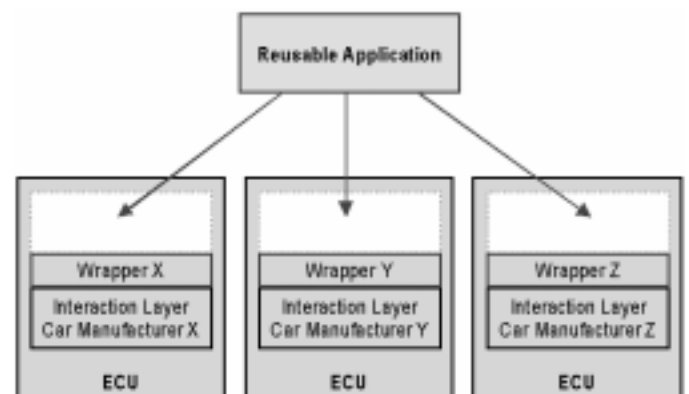 Reusable Application
Wrapper X
Interaction Layer
Car Manufacturer X
ECU
Wrapper Y
Interaction Layer
Car Manufacturer Y
ECU
Wrapper Z
Interaction Layer
Car Manufacturer Z
ECU